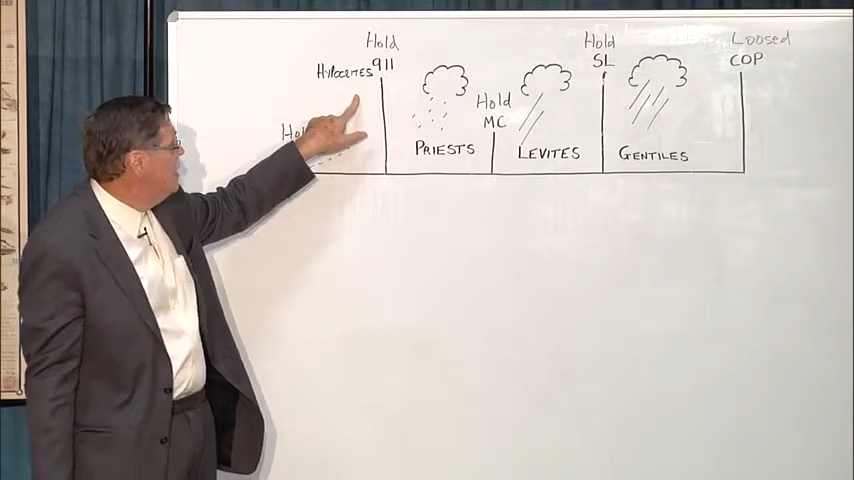 Hold
911
HYPOCRITES
PRIESTS
Hold
MC
LEVITES
Hold
SL
GENTILES
Loosed
COP